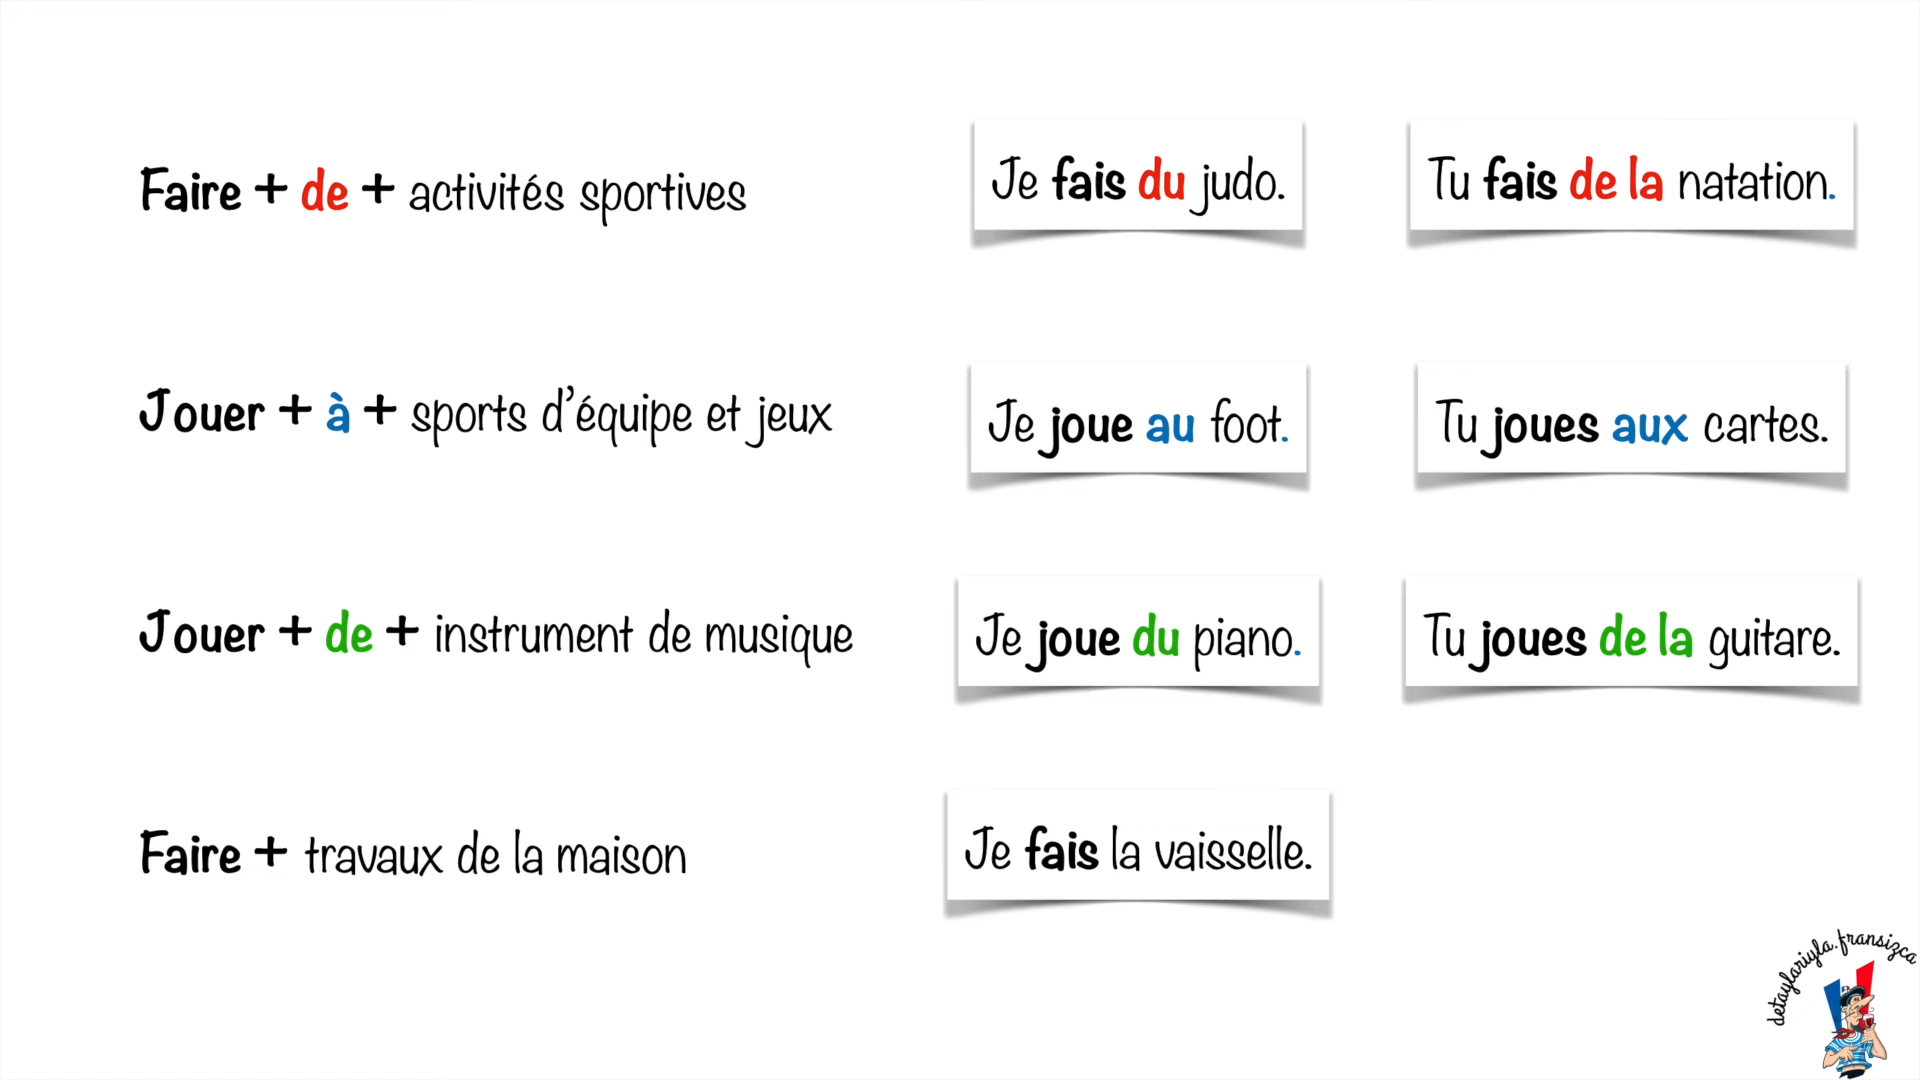 Faire + de + activités sportives
Je fais du judo.
Tu fais de la natation.
Jouer + à + sports d'équipe et jeux
Je joue au foot.
Tu joues aux cartes.
Jouer + de + instrument de musique
Je joue du piano.
Tu joues de la guitare.
Faire + travaux de la maison
Je fais la vaisselle.
detaylariyla.fransizca